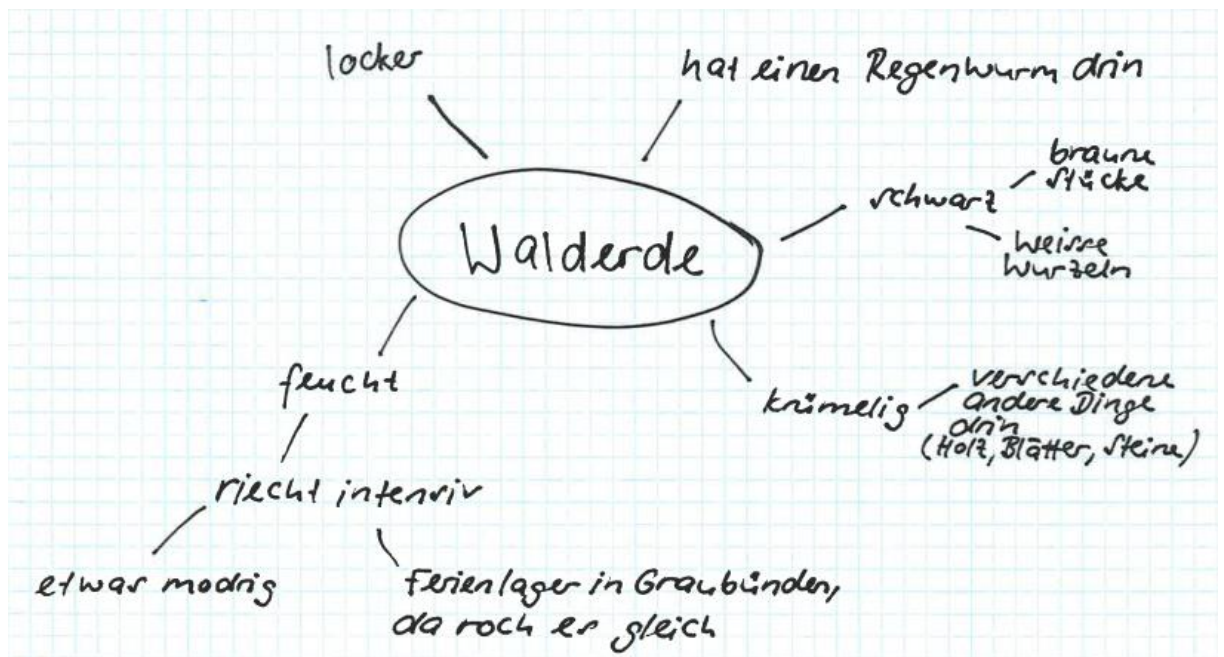 locker
hat einen Regenwurm drin
braune
Stücke
schwarz
weisse
Wurzeln
Walderde
feucht
krümelig
verschiedene
andere Dinge
drin
(Holz, Blätter, Steine)
riecht intensiv
etwas modrig
Ferienlager in Graubünden,
da roch es gleich